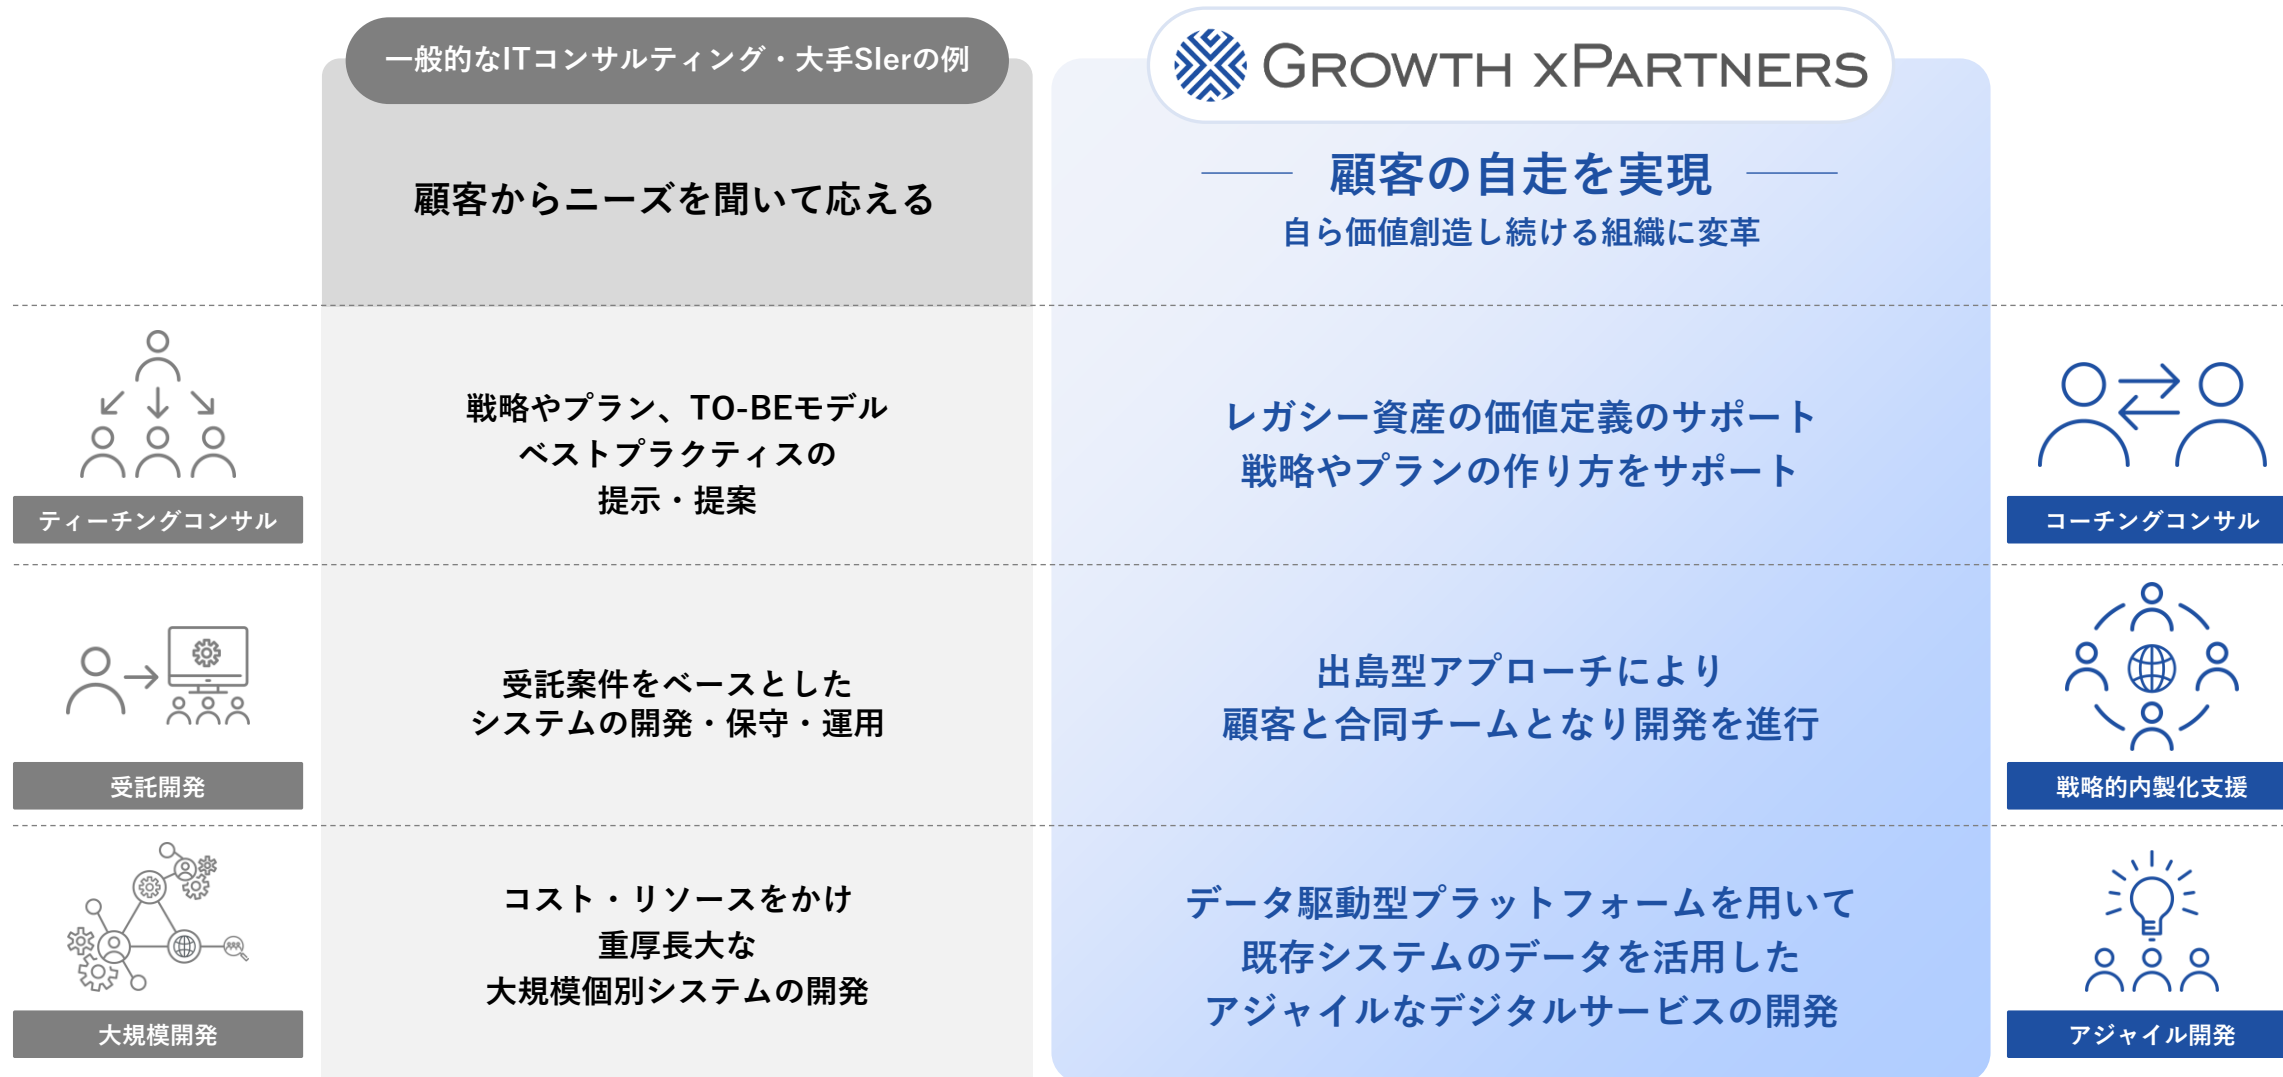 一般的なITコンサルティング・大手SIerの例
GROWTH xPARTNERS
顧客からニーズを聞いて応える
顧客の自走を実現
自ら価値創造し続ける組織に変革
ティーチングコンサル
戦略やプラン、TO-BEモデル
ベストプラクティスの
提示・提案
レガシー資産の価値定義のサポート
戦略やプランの作り方をサポート
コーチングコンサル
受託開発
受託案件をベースとした
システムの開発・保守・運用
出島型アプローチにより
顧客と合同チームとなり開発を進行
戦略的内製化支援
大規模開発
コスト・リソースをかけ
重厚長大な
大規模個別システムの開発
データ駆動型プラットフォームを用いて
既存システムのデータを活用した
アジャイルなデジタルサービスの開発
アジャイル開発